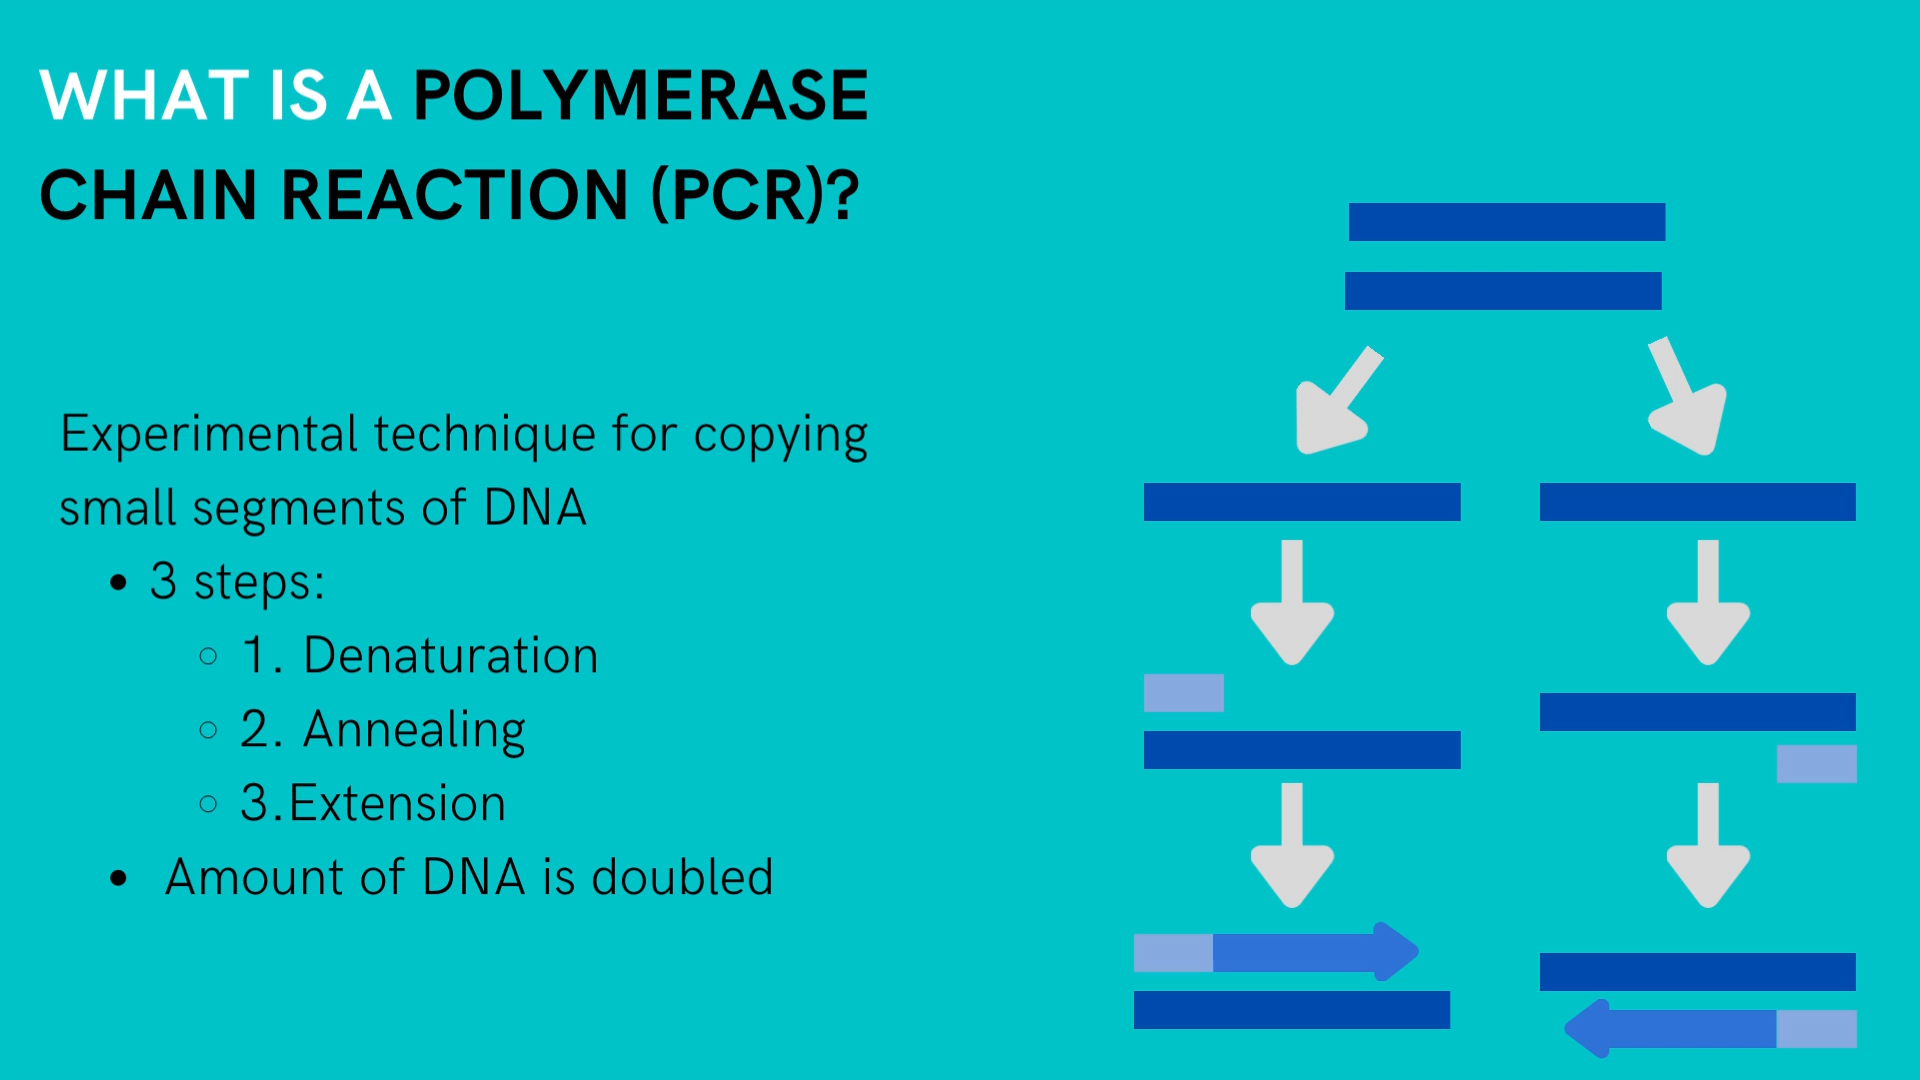 WHAT IS A POLYMERASE
CHAIN REACTION (PCR)?
Experimental technique for copying
small segments of DNA
• 3 steps:
◦ 1. Denaturation
◦ 2. Annealing
◦ 3.Extension
• Amount of DNA is doubled